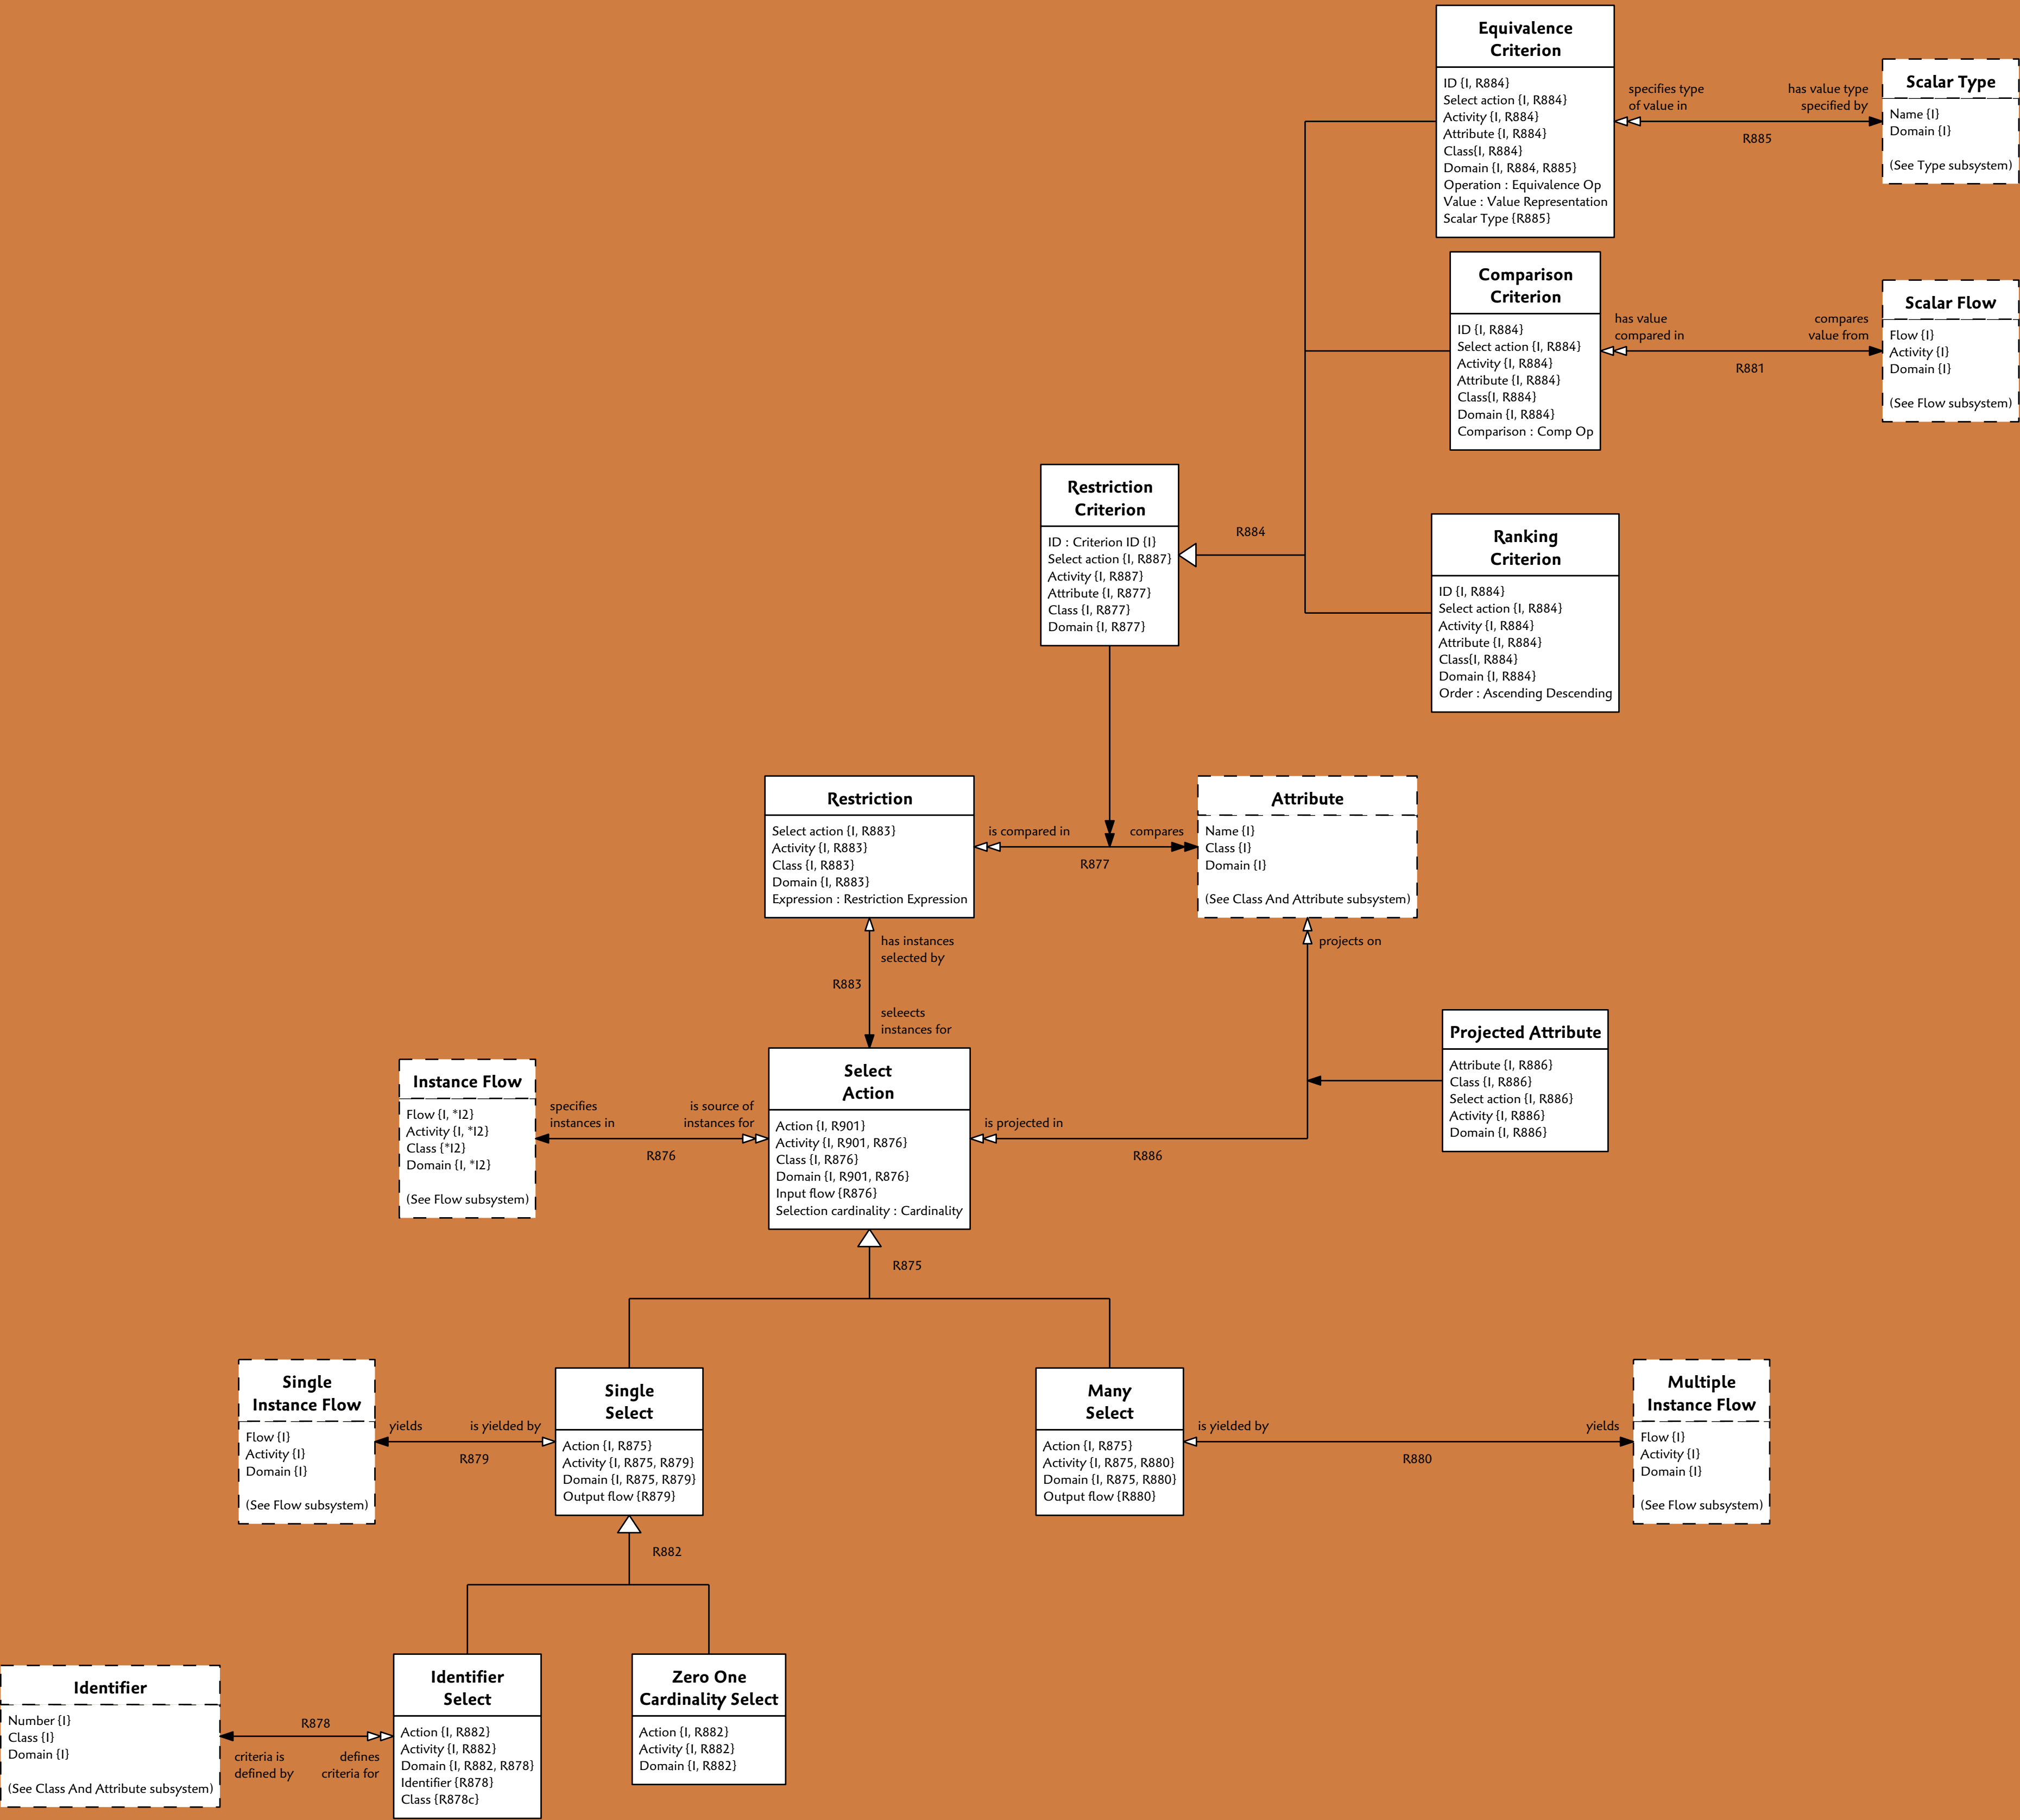 Equivalence
Criterion
ID {I, R884}
Select action {I, R884}
Activity {I, R884}
Attribute {I, R884}
Class{I, R884}
Domain {I, R884, R885}
Operation : Equivalence Op
Value : Value Representation
Scalar Type {R885}
specifies type
of value in
has value type
specified by
R885
Scalar Type
Name {I}
Domain {I}
(See Type subsystem)
Comparison
Criterion
ID {I, R884}
Select action {I, R884}
Activity {I, R884}
Attribute {I, R884}
Class{I, R884}
Domain {I, R884}
Comparison : Comp Op
has value
compared in
compares
value from
R881
Scalar Flow
Flow {I}
Activity {I}
Domain {I}
(See Flow subsystem)
Restriction
Criterion
ID : Criterion ID {I}
Select action {I, R887}
Activity {I, R887}
Attribute {I, R877}
Class {I, R877}
Domain {I, R877}
R884
Ranking
Criterion
ID {I, R884}
Select action {I, R884}
Activity {I, R884}
Attribute {I, R884}
Class{I, R884}
Domain {I, R884}
Order : Ascending Descending
Restriction
Select action {I, R883}
Activity {I, R883}
Class {I, R883}
Domain {I, R883}
Expression : Restriction Expression
is compared in
compares
R877
Attribute
Name {I}
Class {I}
Domain {I}
(See Class And Attribute subsystem)
has instances
selected by
R883
seleects
instances for
projects on
Projected Attribute
Attribute {I, R886}
Class {I, R886}
Select action {I, R886}
Activity {I, R886}
Domain {I, R886}
Instance Flow
Flow {I, *I2}
Activity {I, *I2}
Class {*I2}
Domain {I, *I2}
(See Flow subsystem)
specifies
instances in
is source of
instances for
R876
Select
Action
Action {I, R901}
Activity {I, R901, R876}
Class {I, R876}
Domain {I, R901, R876}
Input flow {R876}
Selection cardinality : Cardinality
is projected in
R886
R875
Single
Instance Flow
Flow {I}
Activity {I}
Domain {I}
(See Flow subsystem)
yields
is yielded by
R879
Single
Select
Action {I, R875}
Activity {I, R875, R879}
Domain {I, R875, R879}
Output flow {R879}
Many
Select
Action {I, R875}
Activity {I, R875, R880}
Domain {I, R875, R880}
Output flow {R880}
is yielded by
yields
R880
Multiple
Instance Flow
Flow {I}
Activity {I}
Domain {I}
(See Flow subsystem)
R882
Identifier
Number {I}
Class {I}
Domain {I}
(See Class And Attribute subsystem)
R878
criteria is
defined by
defines
criteria for
Identifier
Select
Action {I, R882}
Activity {I, R882}
Domain {I, R882, R878}
Identifier {R878}
Class {R878c}
Zero One
Cardinality Select
Action {I, R882}
Activity {I, R882}
Domain {I, R882}